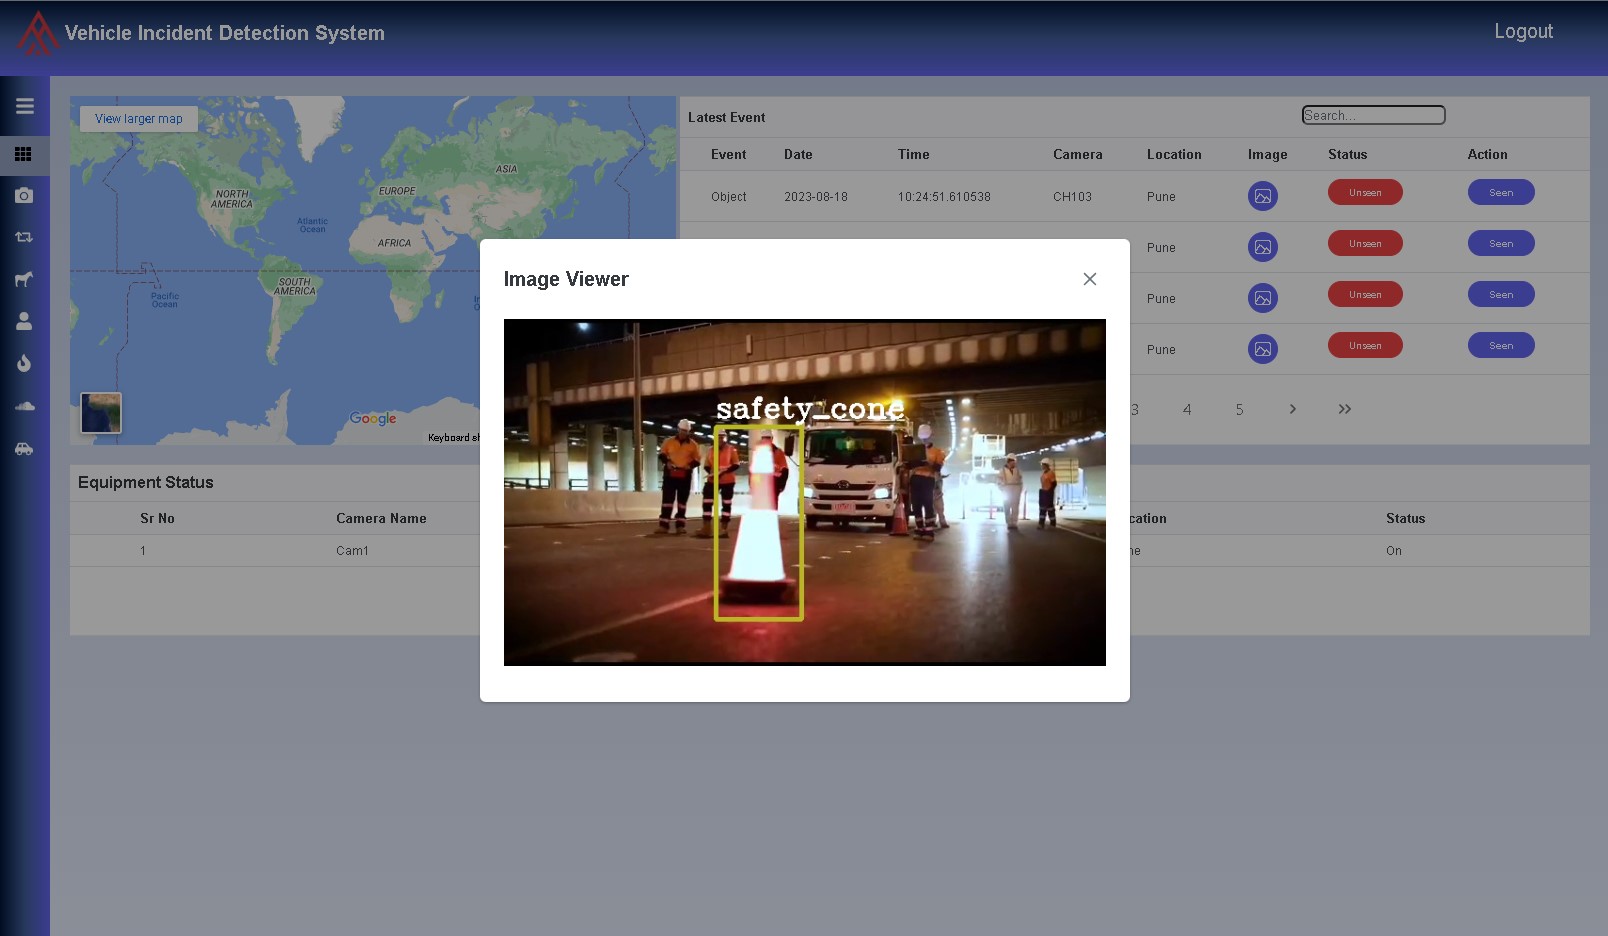 Vehicle Incident Detection System
Logout
View larger map
NORTH AMERICA
EUROPE
ASIA
Atlantic Ocean
AFRICA
SOUTH AMERICA
Pacific Ocean
Google
Latest Event
Search...
Event Date Time Camera Location Image Status Action
Object 2023-08-18 10:24:51.610538 CH103 Pune Unseen Seen
Pune Unseen Seen
Pune Unseen Seen
Pune Unseen Seen
3 4 5 > >>
Image Viewer
safety_cone
Keyboard sh
Equipment Status
Sr No Camera Name cation Status
1 Cam1 ne On